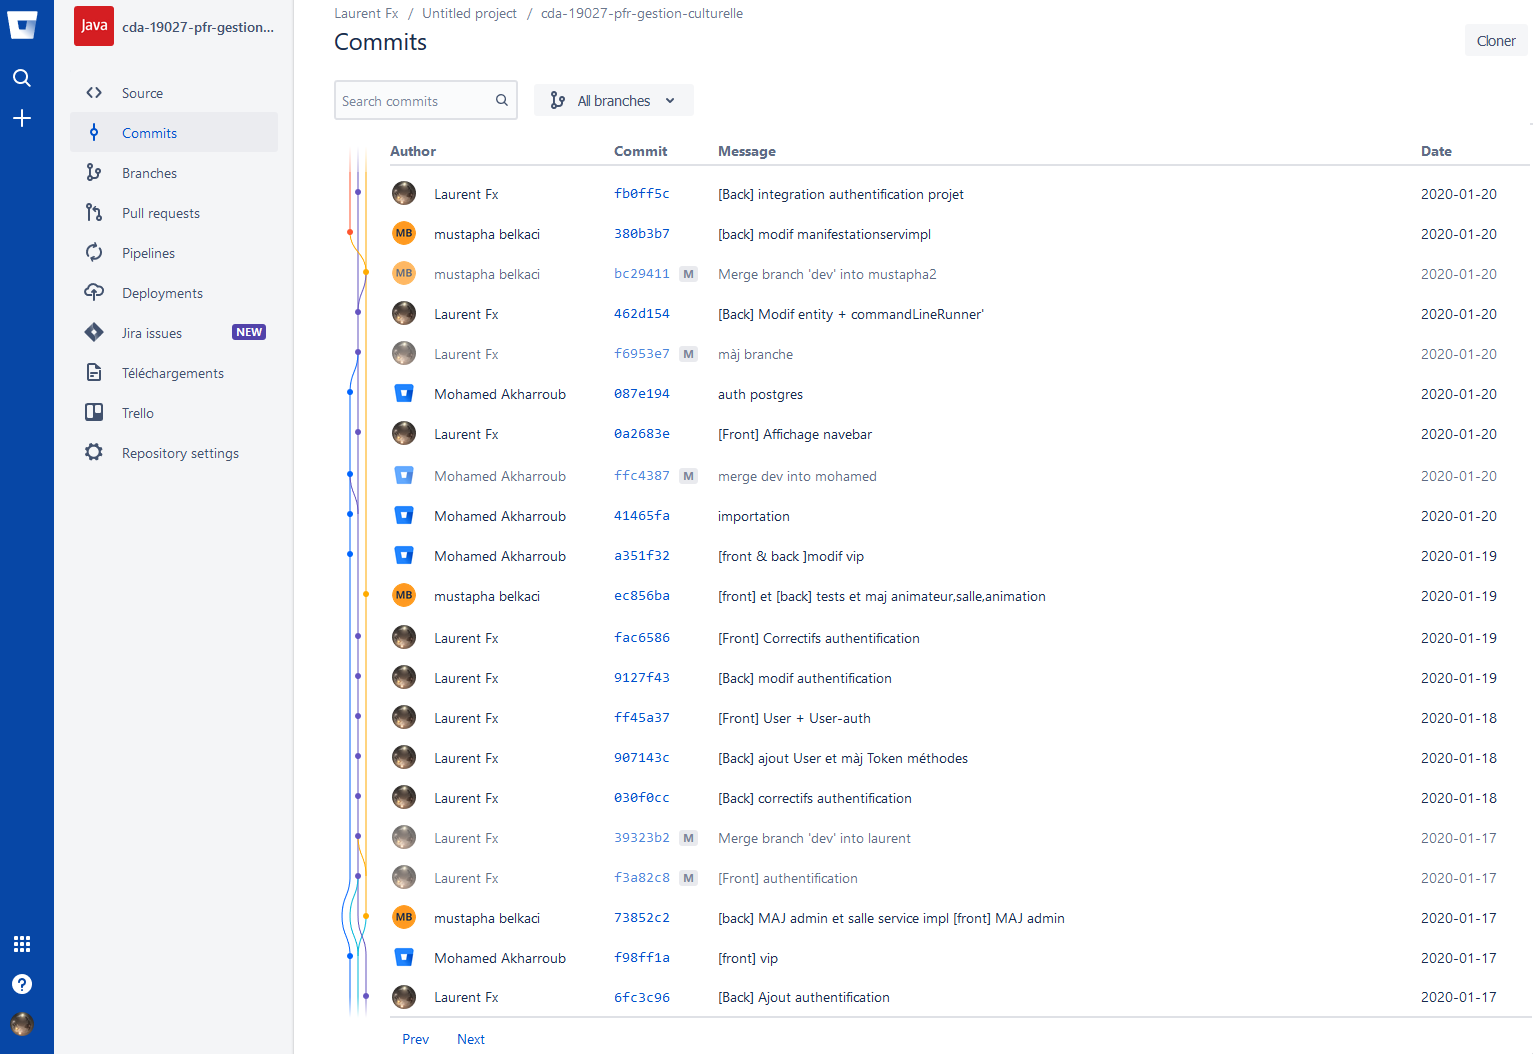 Java
cda-19027-pfr-gestion...
Source
Commits
Branches
Pull requests
Pipelines
Deployments
Jira issues NEW
Téléchargements
Trello
Repository settings
Laurent Fx / Untitled project / cda-19027-pfr-gestion-culturelle
Commits
Cloner
Search commits All branches
Author Commit Message Date
Laurent Fx fb0ff5c [Back] integration authentification projet 2020-01-20
MB mustapha belkaci 380b3b7 [back] modif manifestationservimpl 2020-01-20
MB mustapha belkaci bc29411 M Merge branch 'dev' into mustapha2 2020-01-20
Laurent Fx 462d154 [Back] Modif entity + commandLineRunner' 2020-01-20
Laurent Fx f6953e7 M màj branche 2020-01-20
Mohamed Akharroub 087e194 auth postgres 2020-01-20
Laurent Fx 0a2683e [Front] Affichage navebar 2020-01-20
Mohamed Akharroub ffc4387 M merge dev into mohamed 2020-01-20
Mohamed Akharroub 41465fa importation 2020-01-20
Mohamed Akharroub a351f32 [front & back ]modif vip 2020-01-19
MB mustapha belkaci ec856ba [front] et [back] tests et maj animateur,salle,animation 2020-01-19
Laurent Fx fac6586 [Front] Correctifs authentification 2020-01-19
Laurent Fx 9127f43 [Back] modif authentification 2020-01-19
Laurent Fx ff45a37 [Front] User + User-auth 2020-01-18
Laurent Fx 907143c [Back] ajout User et màj Token méthodes 2020-01-18
Laurent Fx 030f0cc [Back] correctifs authentification 2020-01-18
Laurent Fx 39323b2 M Merge branch 'dev' into laurent 2020-01-17
Laurent Fx f3a82c8 M [Front] authentification 2020-01-17
MB mustapha belkaci 73852c2 [back] MAJ admin et salle service impl [front] MAJ admin 2020-01-17
Mohamed Akharroub f98ff1a [front] vip 2020-01-17
Laurent Fx 6fc3c96 [Back] Ajout authentification 2020-01-17
Prev Next